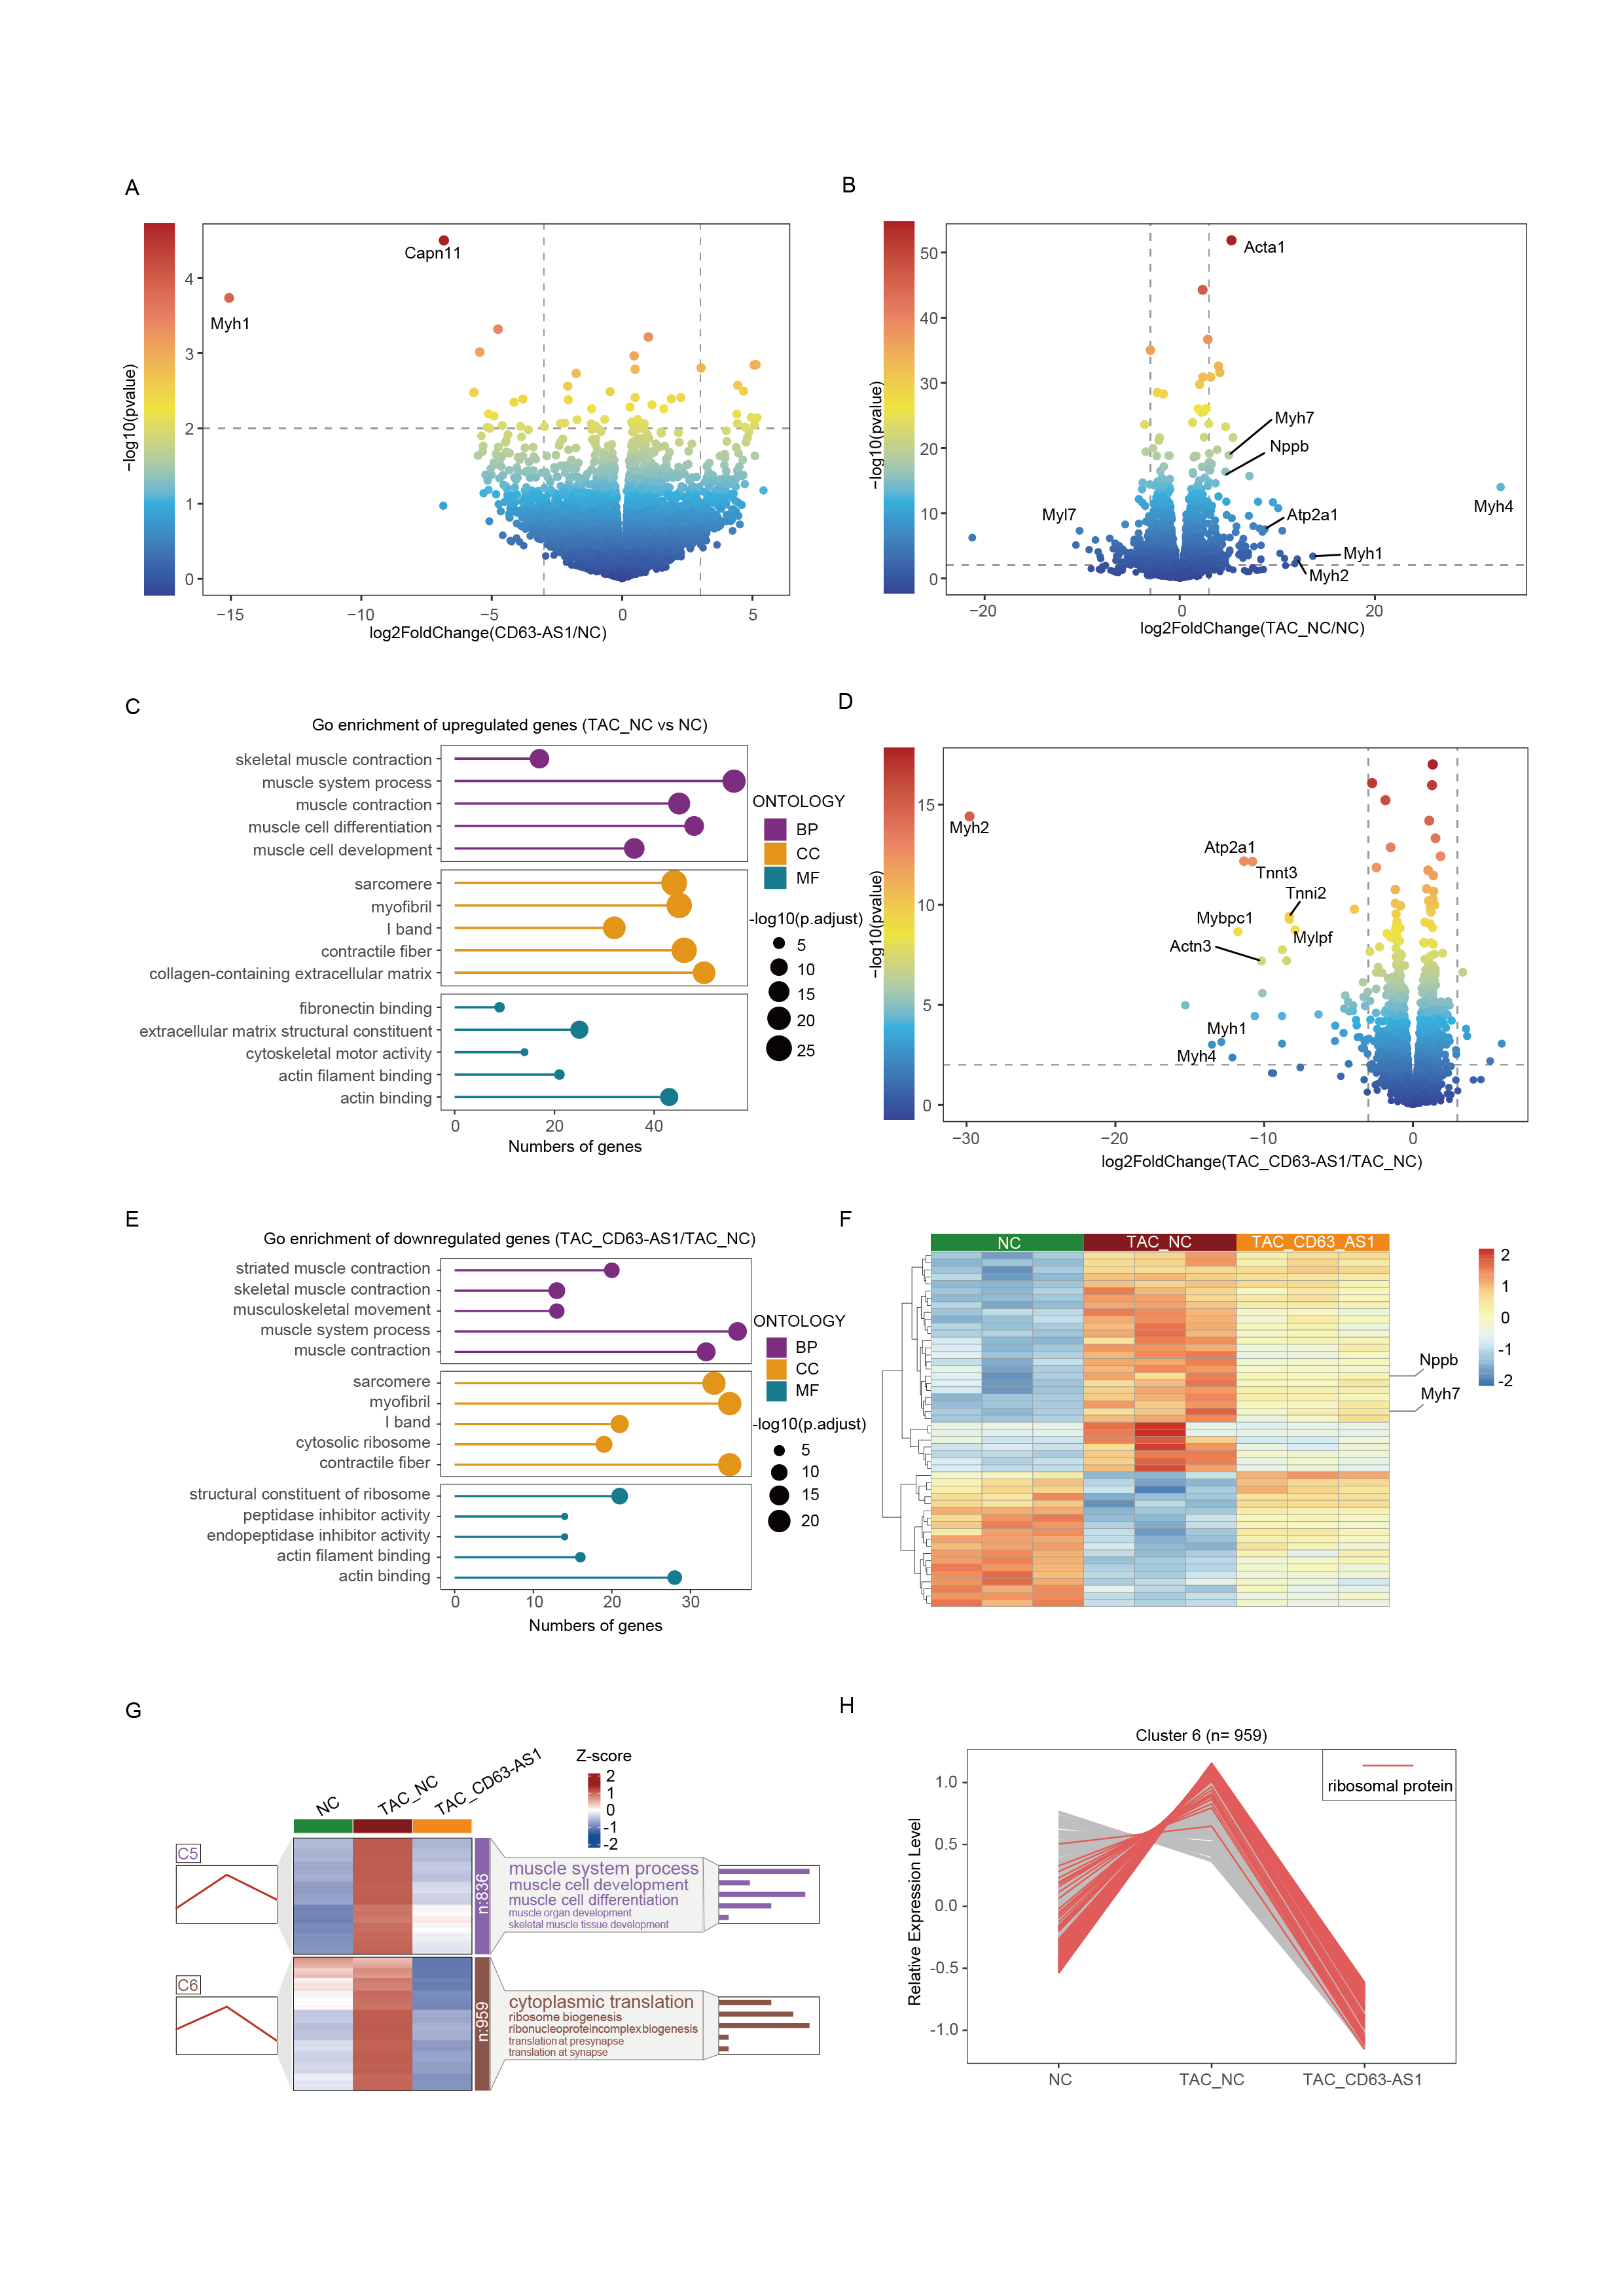 A
4
3
2
1
0
−log10(pvalue)
Capn11
Myh1
−15
−10
−5
0
5
log2FoldChange(CD63-AS1/NC)
B
50
40
30
20
10
0
−log10(pvalue)
Acta1
Myh7
Nppb
Myh4
Myl7
Atp2a1
Myh1
Myh2
−20
0
20
log2FoldChange(TAC_NC/NC)
C
Go enrichment of upregulated genes (TAC_NC vs NC)
skeletal muscle contraction
muscle system process
muscle contraction
muscle cell differentiation
muscle cell development
sarcomere
myofibril
I band
contractile fiber
collagen-containing extracellular matrix
fibronectin binding
extracellular matrix structural constituent
cytoskeletal motor activity
actin filament binding
actin binding
0
20
40
Numbers of genes
ONTOLOGY
BP
CC
MF
-log10(p.adjust)
5
10
15
20
25
D
15
10
5
0
−log10(pvalue)
Myh2
Atp2a1
Tnnt3
Tnni2
Mybpc1
Mylpf
Actn3
Myh1
Myh4
−30
−20
−10
0
log2FoldChange(TAC_CD63-AS1/TAC_NC)
E
Go enrichment of downregulated genes (TAC_CD63-AS1/TAC_NC)
striated muscle contraction
skeletal muscle contraction
musculoskeletal movement
muscle system process
muscle contraction
sarcomere
myofibril
I band
cytosolic ribosome
contractile fiber
structural constituent of ribosome
peptidase inhibitor activity
endopeptidase inhibitor activity
actin filament binding
actin binding
0
10
20
30
Numbers of genes
ONTOLOGY
BP
CC
MF
-log10(p.adjust)
5
10
15
20
F
NC
TAC_NC
TAC_CD63_AS1
2
1
0
-1
-2
Nppb
Myh7
G
NC
TAC_NC
TAC_CD63-AS1
Z-score
2
1
0
-1
-2
C5
n:836
muscle system process
muscle cell development
muscle cell differentiation
muscle organ development
skeletal muscle tissue development
C6
n:959
cytoplasmic translation
ribosome biogenesis
ribonucleoproteincomplexbiogenesis
translation at presynapse
translation at synapse
H
Cluster 6 (n= 959)
ribosomal protein
1.0
0.5
0.0
-0.5
-1.0
Relative Expression Level
NC
TAC_NC
TAC_CD63-AS1